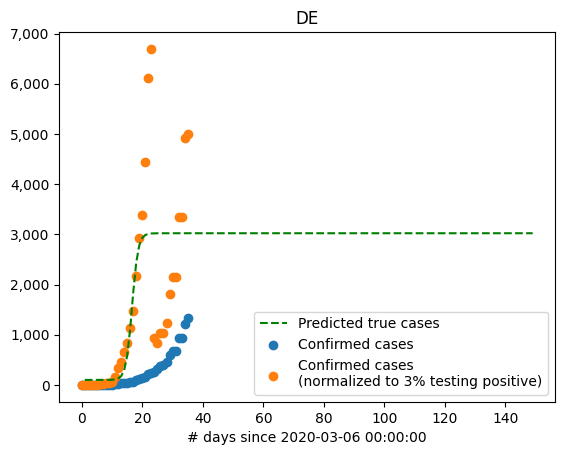 DE
7,000
6,000
5,000
4,000
3,000
2,000
1,000
0
Predicted true cases
Confirmed cases
Confirmed cases
(normalized to 3% testing positive)
0 20 40 60 80 100 120 140
# days since 2020-03-06 00:00:00